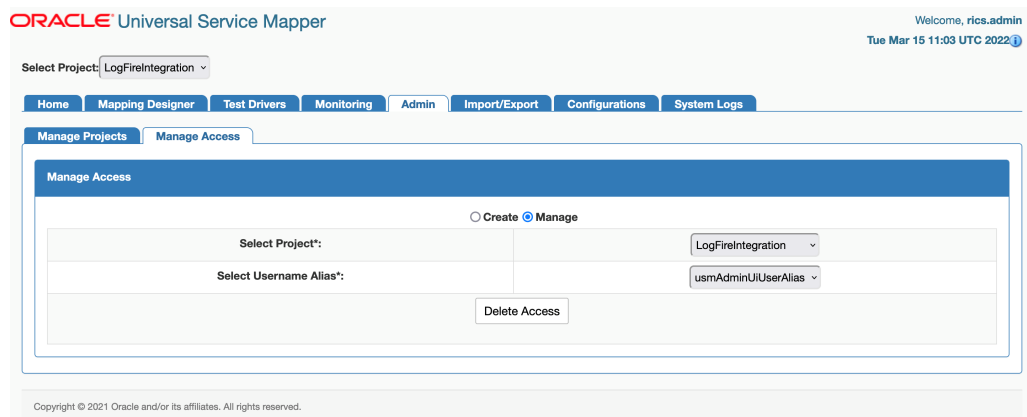 ORACLE Universal Service Mapper
Welcome, rics.admin
Tue Mar 15 11:03 UTC 2022
Select Project: LogFireIntegration
Home Mapping Designer Test Drivers Monitoring Admin Import/Export Configurations System Logs
Manage Projects Manage Access
Manage Access
Create Manage
Select Project*: LogFireIntegration
Select Username Alias*: usmAdminUiUserAlias
Delete Access
Copyright © 2021 Oracle and/or its affiliates. All rights reserved.